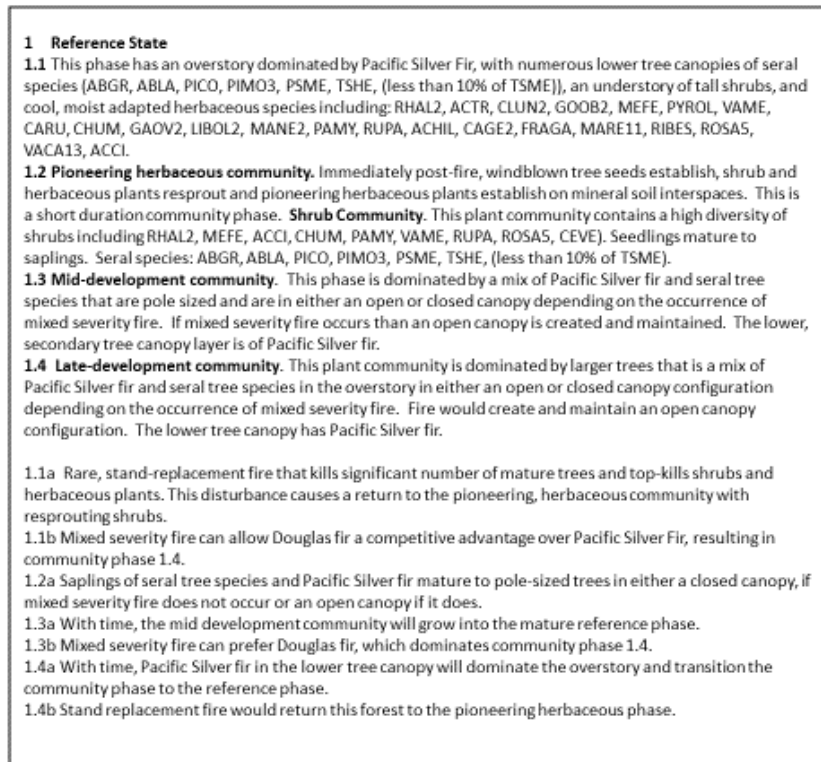 1 Reference State
1.1 This phase has an overstory dominated by Pacific Silver Fir, with numerous lower tree canopies of seral
species (ABGR, ABLA, PICO, PIMO3, PSME, TSHE, (less than 10% of TSME)), an understory of tall shrubs, and
cool, moist adapted herbaceous species including: RHAL2, ACTR, CLUN2, GOOB2, MEFE, PYROL, VAME,
CARU, CHUM, GAOV2, LIBOL2, MANE2, PAMY, RUPA, ACHIL, CAGE2, FRAGA, MARE11, RIBES, ROSA5,
VACA13, ACCI.
1.2 Pioneering herbaceous community. Immediately post-fire, windblown tree seeds establish, shrub and
herbaceous plants resprout and pioneering herbaceous plants establish on mineral soil interspaces. This is
a short duration community phase. Shrub Community. This plant community contains a high diversity of
shrubs including RHAL2, MEFE, ACCI, CHUM, PAMY, VAME, RUPA, ROSA5, CEVE). Seedlings mature to
saplings. Seral species: ABGR, ABLA, PICO, PIMO3, PSME, TSHE, (less than 10% of TSME).
1.3 Mid-development community. This phase is dominated by a mix of Pacific Silver fir and seral tree
species that are pole sized and are in either an open or closed canopy depending on the occurrence of
mixed severity fire. If mixed severity fire occurs than an open canopy is created and maintained. The lower,
secondary tree canopy layer is of Pacific Silver fir.
1.4 Late-development community. This plant community is dominated by larger trees that is a mix of
Pacific Silver fir and seral tree species in the overstory in either an open or closed canopy configuration
depending on the occurrence of mixed severity fire. Fire would create and maintain an open canopy
configuration. The lower tree canopy has Pacific Silver fir.
1.1a Rare, stand-replacement fire that kills significant number of mature trees and top-kills shrubs and
herbaceous plants. This disturbance causes a return to the pioneering, herbaceous community with
resprouting shrubs.
1.1b Mixed severity fire can allow Douglas fir a competitive advantage over Pacific Silver Fir, resulting in
community phase 1.4.
1.2a Saplings of seral tree species and Pacific Silver fir mature to pole-sized trees in either a closed canopy, if
mixed severity fire does not occur or an open canopy if it does.
1.3a With time, the mid development community will grow into the mature reference phase.
1.3b Mixed severity fire can prefer Douglas fir, which dominates community phase 1.4.
1.4a With time, Pacific Silver fir in the lower tree canopy will dominate the overstory and transition the
community phase to the reference phase.
1.4b Stand replacement fire would return this forest to the pioneering herbaceous phase.